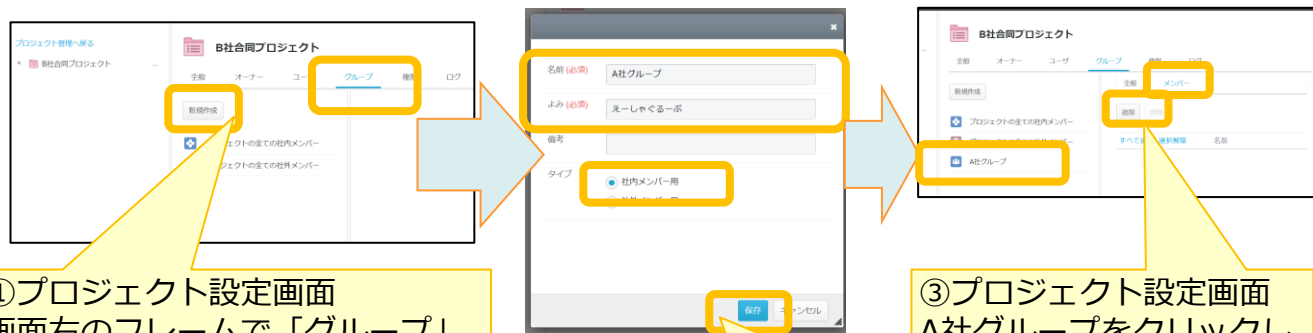 プロジェクト管理へ戻る
B社合同プロジェクト
B社合同プロジェクト
全般 オーナー ユー グループ 権限 ログ
新規作成
ェクトの全ての社内メンバー
ジェクトの全ての社外メンバー
①プロジェクト設定画面
画面右のフレームで「グループ」
名前 (必須) A社グループ
よみ (必須) えーしゃぐるーぷ
備考
タイプ
社内メンバー用
保存 キャンセル
B社合同プロジェクト
全般 オーナー ユーザ グループ 権限 ログ
新規作成
全般 メンバー
追加
プロジェクトの全ての社内メンバー
すべて 選択解除 名前
A社グループ
③プロジェクト設定画面
A社グループをクリックし